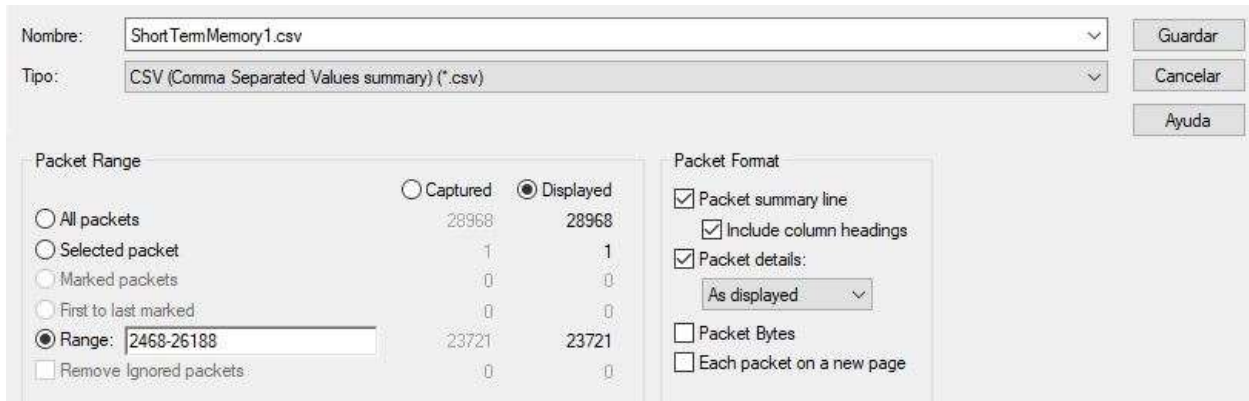 Nombre: ShortTermMemory1.csv Guardar
Tipo: CSV (Comma Separated Values summary) (*.csv) Cancelar
Ayuda
Packet Range
Captured Displayed
All packets 28968 28968
Selected packet 1 1
Marked packets 0 0
First to last marked 0 0
Range: 2468-26188 23721 23721
Remove Ignored packets 0 0
Packet Format
Packet summary line
Include column headings
Packet details:
As displayed
Packet Bytes
Each packet on a new page